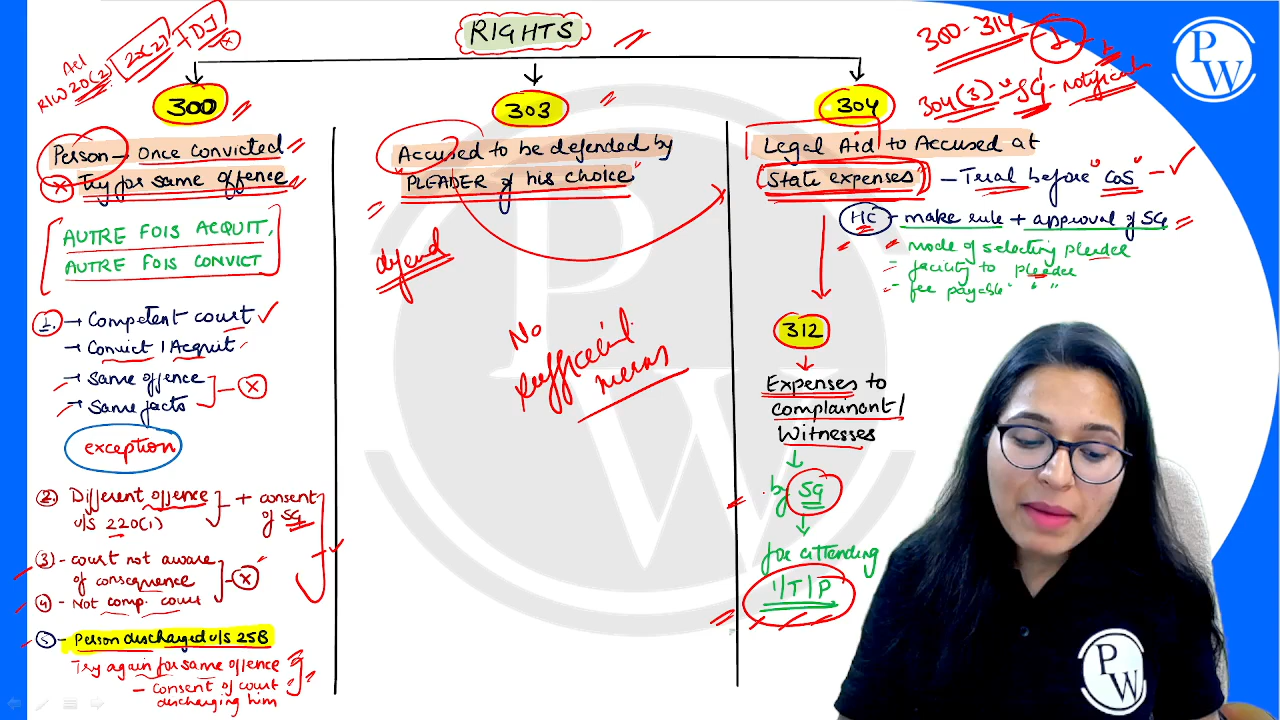 RIGHTS
Act
R/W 20(2)
2x(2) + DJ
300 - 314
304(3) SG notification
300
Person - once convicted
try for same offence
AUTRE FOIS ACQUIT,
AUTRE FOIS CONVICT
1. → Competent court
→ Convict / Acquit
→ Same offence
→ Same facts
exception
2 Different offence + consent
u/s 220(1) of SG
3 - court not aware
of consequence
4 - Not comp. court
5 - Person discharged u/s 258
Try again for same offence
- Consent of court
discharging him
303
Accused to be defended by
"PLEADER of his choice"
defend
No
sufficient
means
304
Legal Aid to Accused at
State expenses - Trial before "COS"
HC - make rule + approval of SG
- mode of selecting pleader
- facility to pleader
- fee payable " "
312
Expenses to
complainant/
Witnesses
by SG
for attending
I/T/P
PW
PW
PW